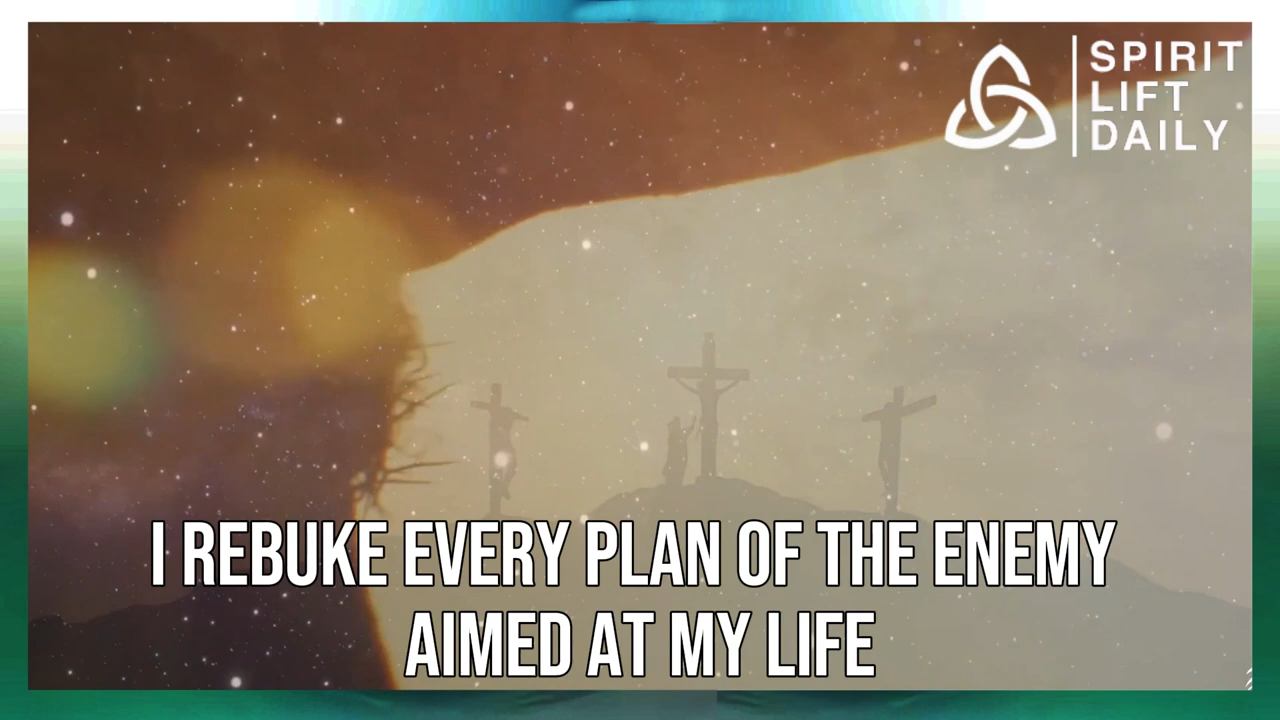 SPIRIT
LIFT
DAILY
I REBUKE EVERY PLAN OF THE ENEMY
AIMED AT MY LIFE